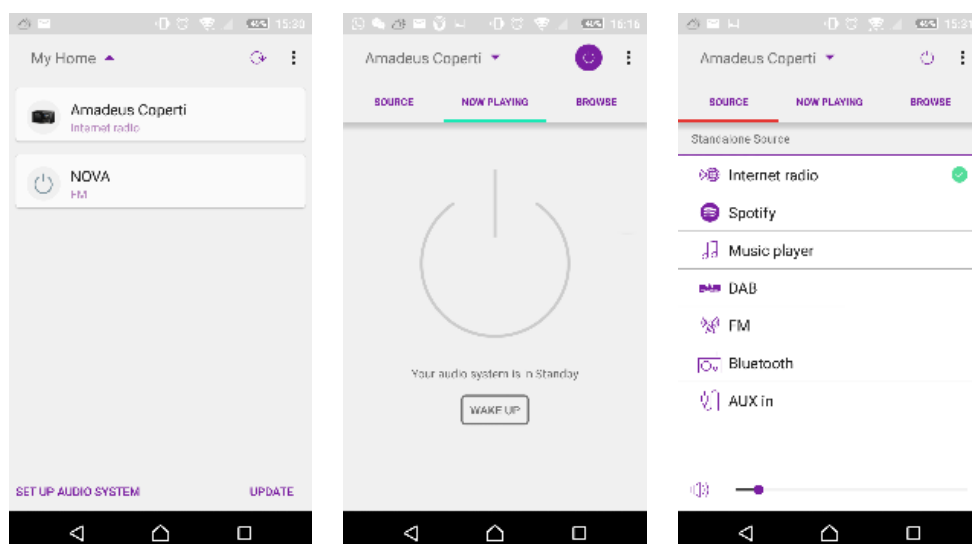 15:30
My Home
Amadeus Coperti
Internet radio
NOVA
FM
SET UP AUDIO SYSTEM
UPDATE
16:16
Amadeus Coperti
SOURCE NOW PLAYING BROWSE
Your audio system is in Standby
WAKE UP
15:31
Amadeus Coperti
SOURCE NOW PLAYING BROWSE
Standalone Source
Internet radio
Spotify
Music player
DAB
FM
Bluetooth
AUX in